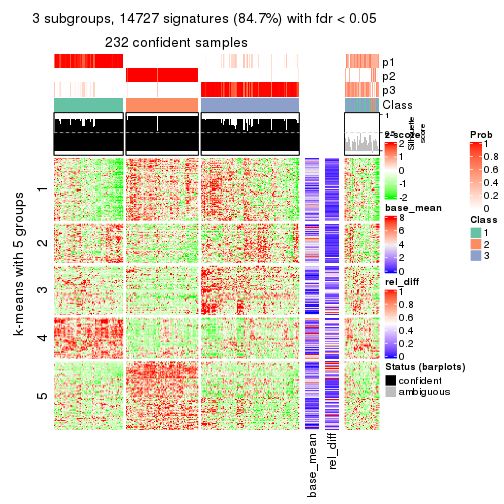 3 subgroups, 14727 signatures (84.7%) with fdr < 0.05
232 confident samples
p1
p2
p3
Class
1
Silhouette
score
k-means with 5 groups
1
2
3
4
5
base_mean
rel_diff
z-score
2
1
0
-2
base_mean
8
6
4
2
0
rel_diff
1
0.8
0.6
0.4
0.2
0
Status (barplots)
confident
ambiguous
Prob
1
0.8
0.6
0.4
0.2
0
Class
1
2
3